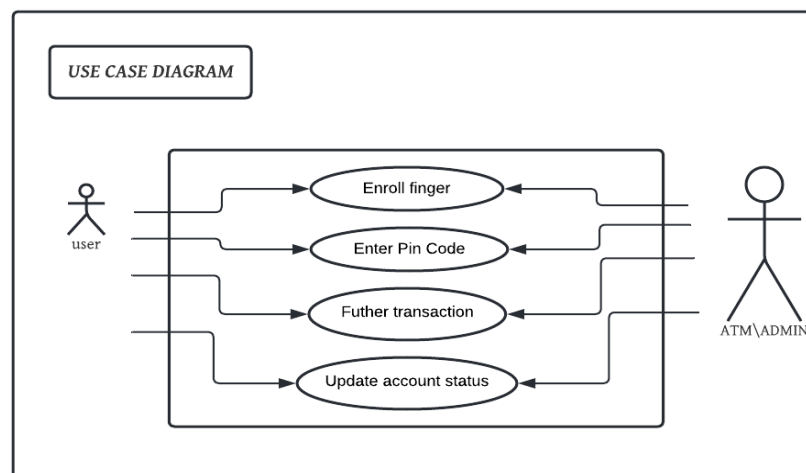 USE CASE DIAGRAM
Enroll finger
user
Enter Pin Code
Futher transaction
ATM\ADMIN
Update account status